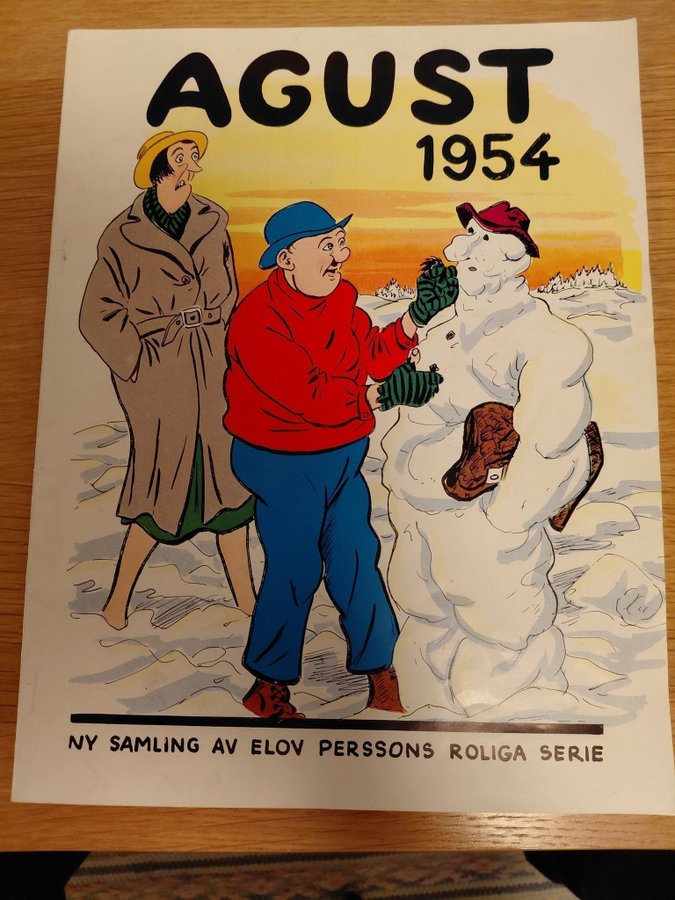 AGUST
1954
NY SAMLING AV ELOV PERSSONS ROLIGA SERIE